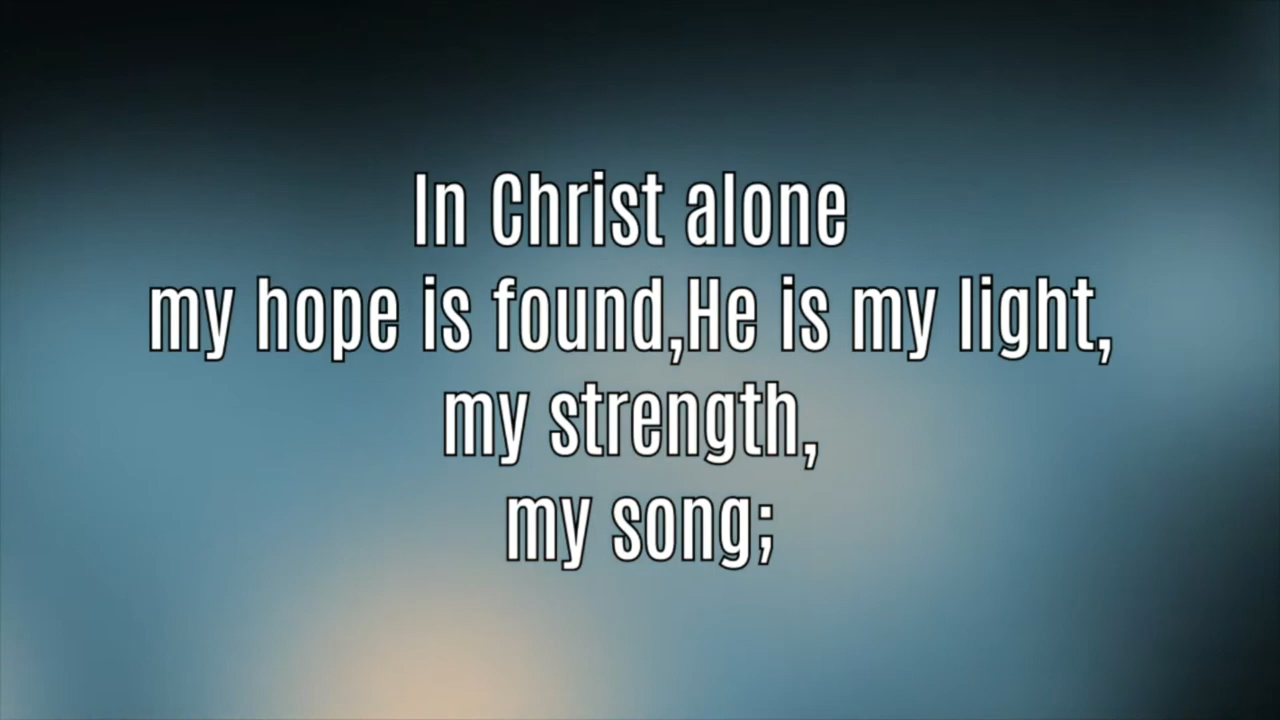 In Christ alone
my hope is found,He is my light,
my strength,
my song;